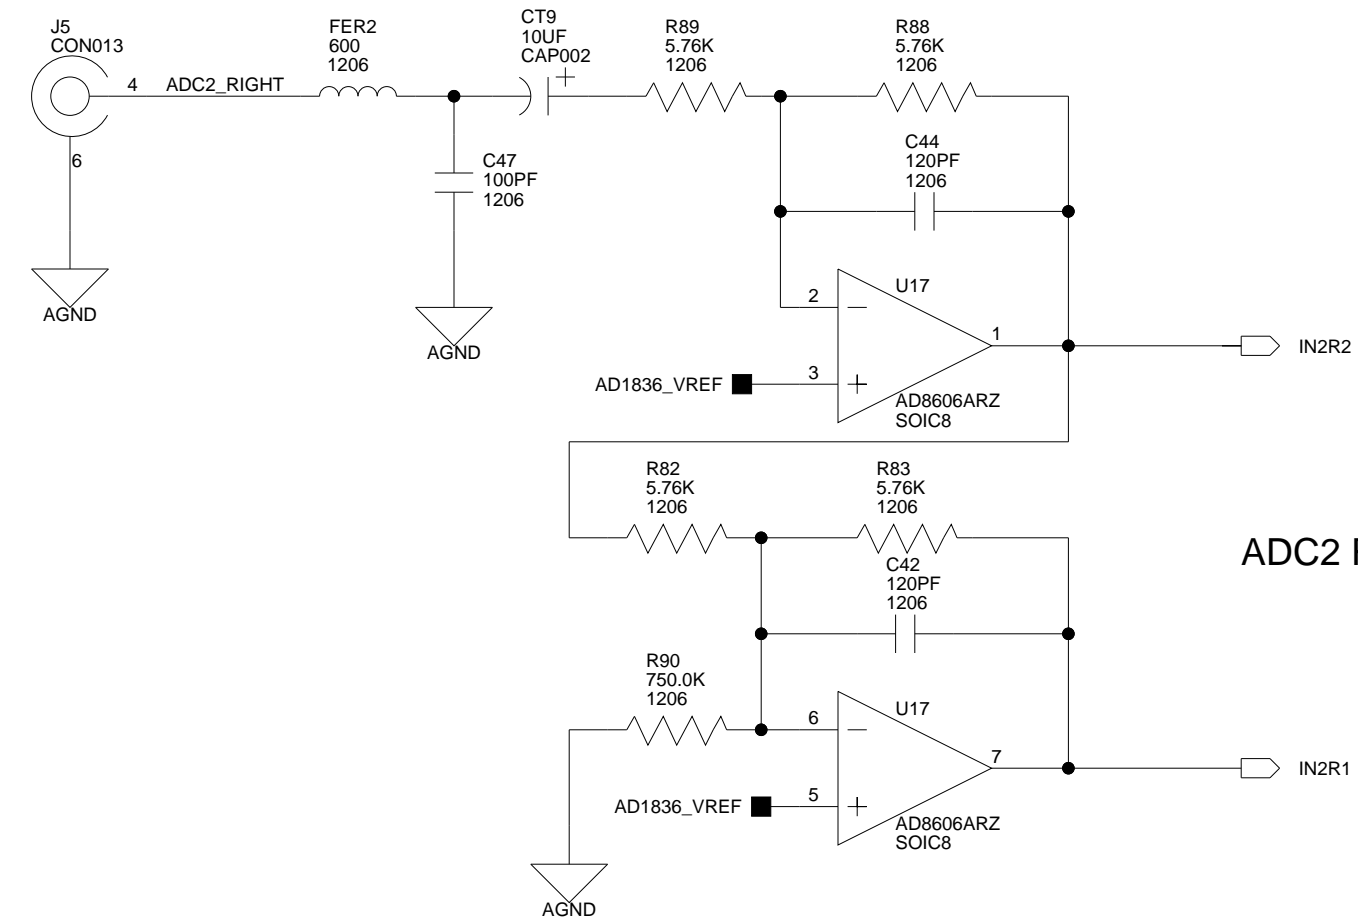 J5
CON013
4
ADC2_RIGHT
6
AGND
FER2
600
1206
CT9
10UF
CAP002
+
C47
100PF
1206
AGND
R89
5.76K
1206
R88
5.76K
1206
C44
120PF
1206
U17
2
1
IN2R2
AD1836_VREF
3
AD8606ARZ
SOIC8
R82
5.76K
1206
R83
5.76K
1206
C42
120PF
1206
ADC2
R90
750.0K
1206
U17
6
7
IN2R1
AD1836_VREF
5
AD8606ARZ
SOIC8
AGND